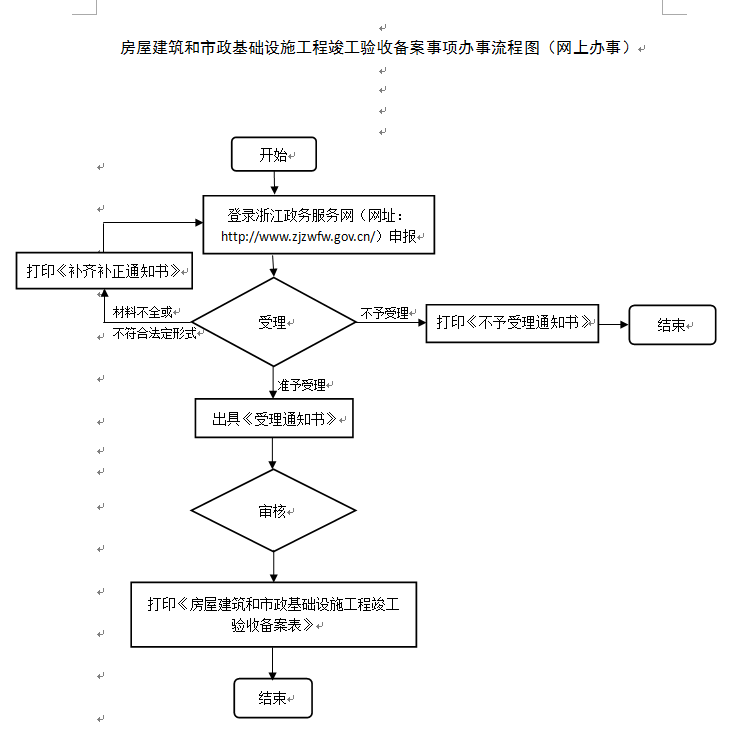 房屋建筑和市政基础设施工程竣工验收备案事项办事流程图（网上办事）
开始
登录浙江政务服务网（网址：
http://www.zjzwfw.gov.cn/）申报
打印《补齐补正通知书》
材料不全或
不符合法定形式
受理
不予受理
打印《不予受理通知书》
结束
准予受理
出具《受理通知书》
审核
打印《房屋建筑和市政基础设施工程竣工
验收备案表》
结束